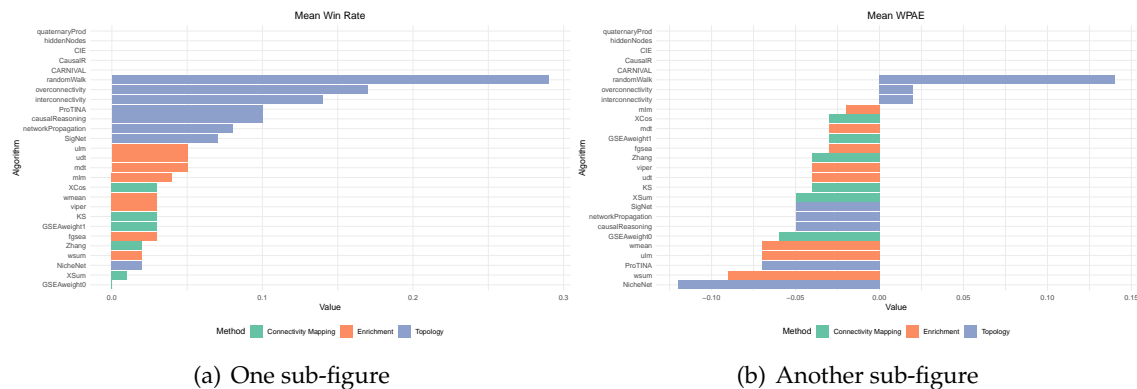 Mean Win Rate
quaternaryProd
hiddenNodes
CIE
CausalR
CARNIVAL
randomWalk
overconnectivity
interconnectivity
ProTINA
causalReasoning
networkPropagation
SigNet
ulm
udt
mdt
mlm
XCos
wmean
viper
KS
GSEAweight1
fgsea
Zhang
wsum
NicheNet
XSum
GSEAweight0
Algorithm
0.0 0.1 0.2 0.3
Value
Method Connectivity Mapping Enrichment Topology
(a) One sub-figure
Mean WPAE
quaternaryProd
hiddenNodes
CIE
CausalR
CARNIVAL
randomWalk
overconnectivity
interconnectivity
mlm
XCos
mdt
GSEAweight1
fgsea
Zhang
viper
udt
KS
XSum
SigNet
networkPropagation
causalReasoning
GSEAweight0
wmean
ulm
ProTINA
wsum
NicheNet
Algorithm
−0.10 −0.05 0.00 0.05 0.10 0.15
Value
Method Connectivity Mapping Enrichment Topology
(b) Another sub-figure